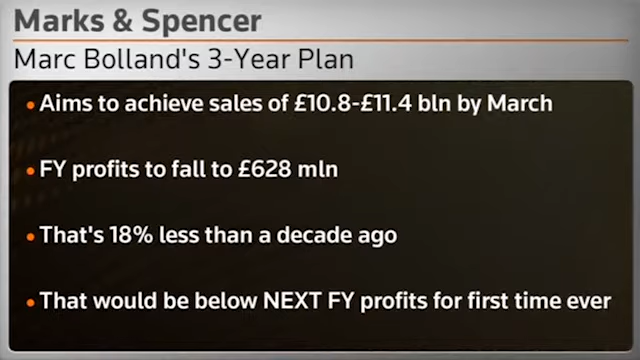 Marks & Spencer
Marc Bolland's 3-Year Plan
• Aims to achieve sales of £10.8-£11.4 bln by March
• FY profits to fall to £628 mln
• That's 18% less than a decade ago
• That would be below NEXT FY profits for first time ever